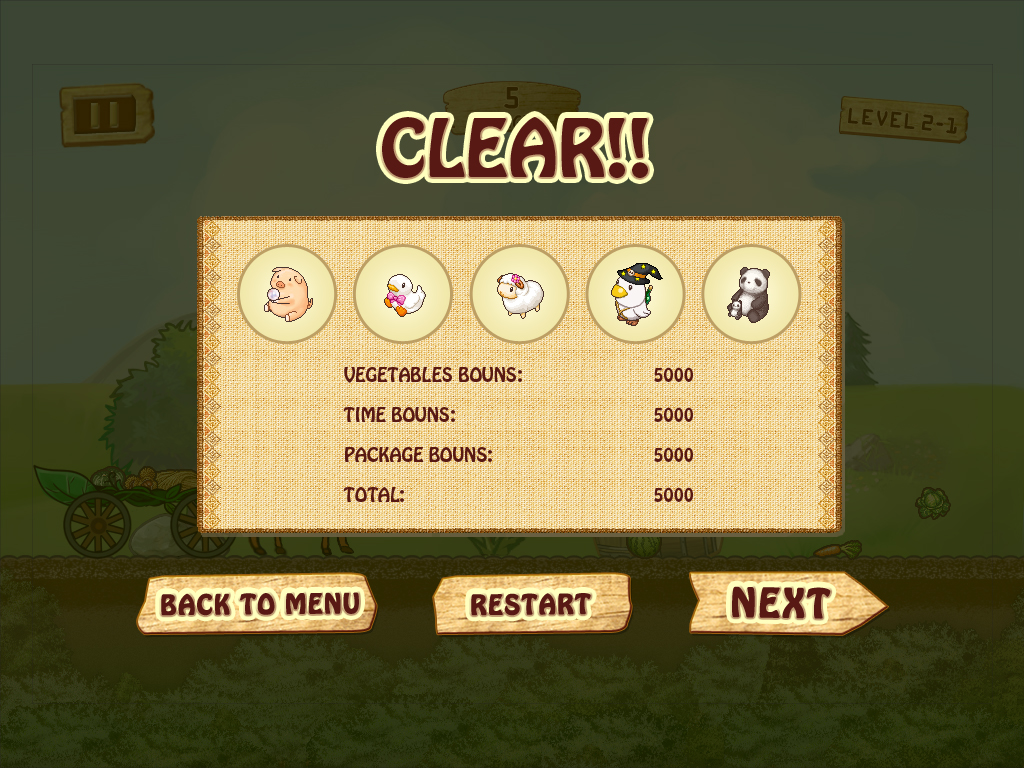 5
LEVEL 2-1
CLEAR!!
VEGETABLES BOUNS: 5000
TIME BOUNS: 5000
PACKAGE BOUNS: 5000
TOTAL: 5000
BACK TO MENU
RESTART
NEXT